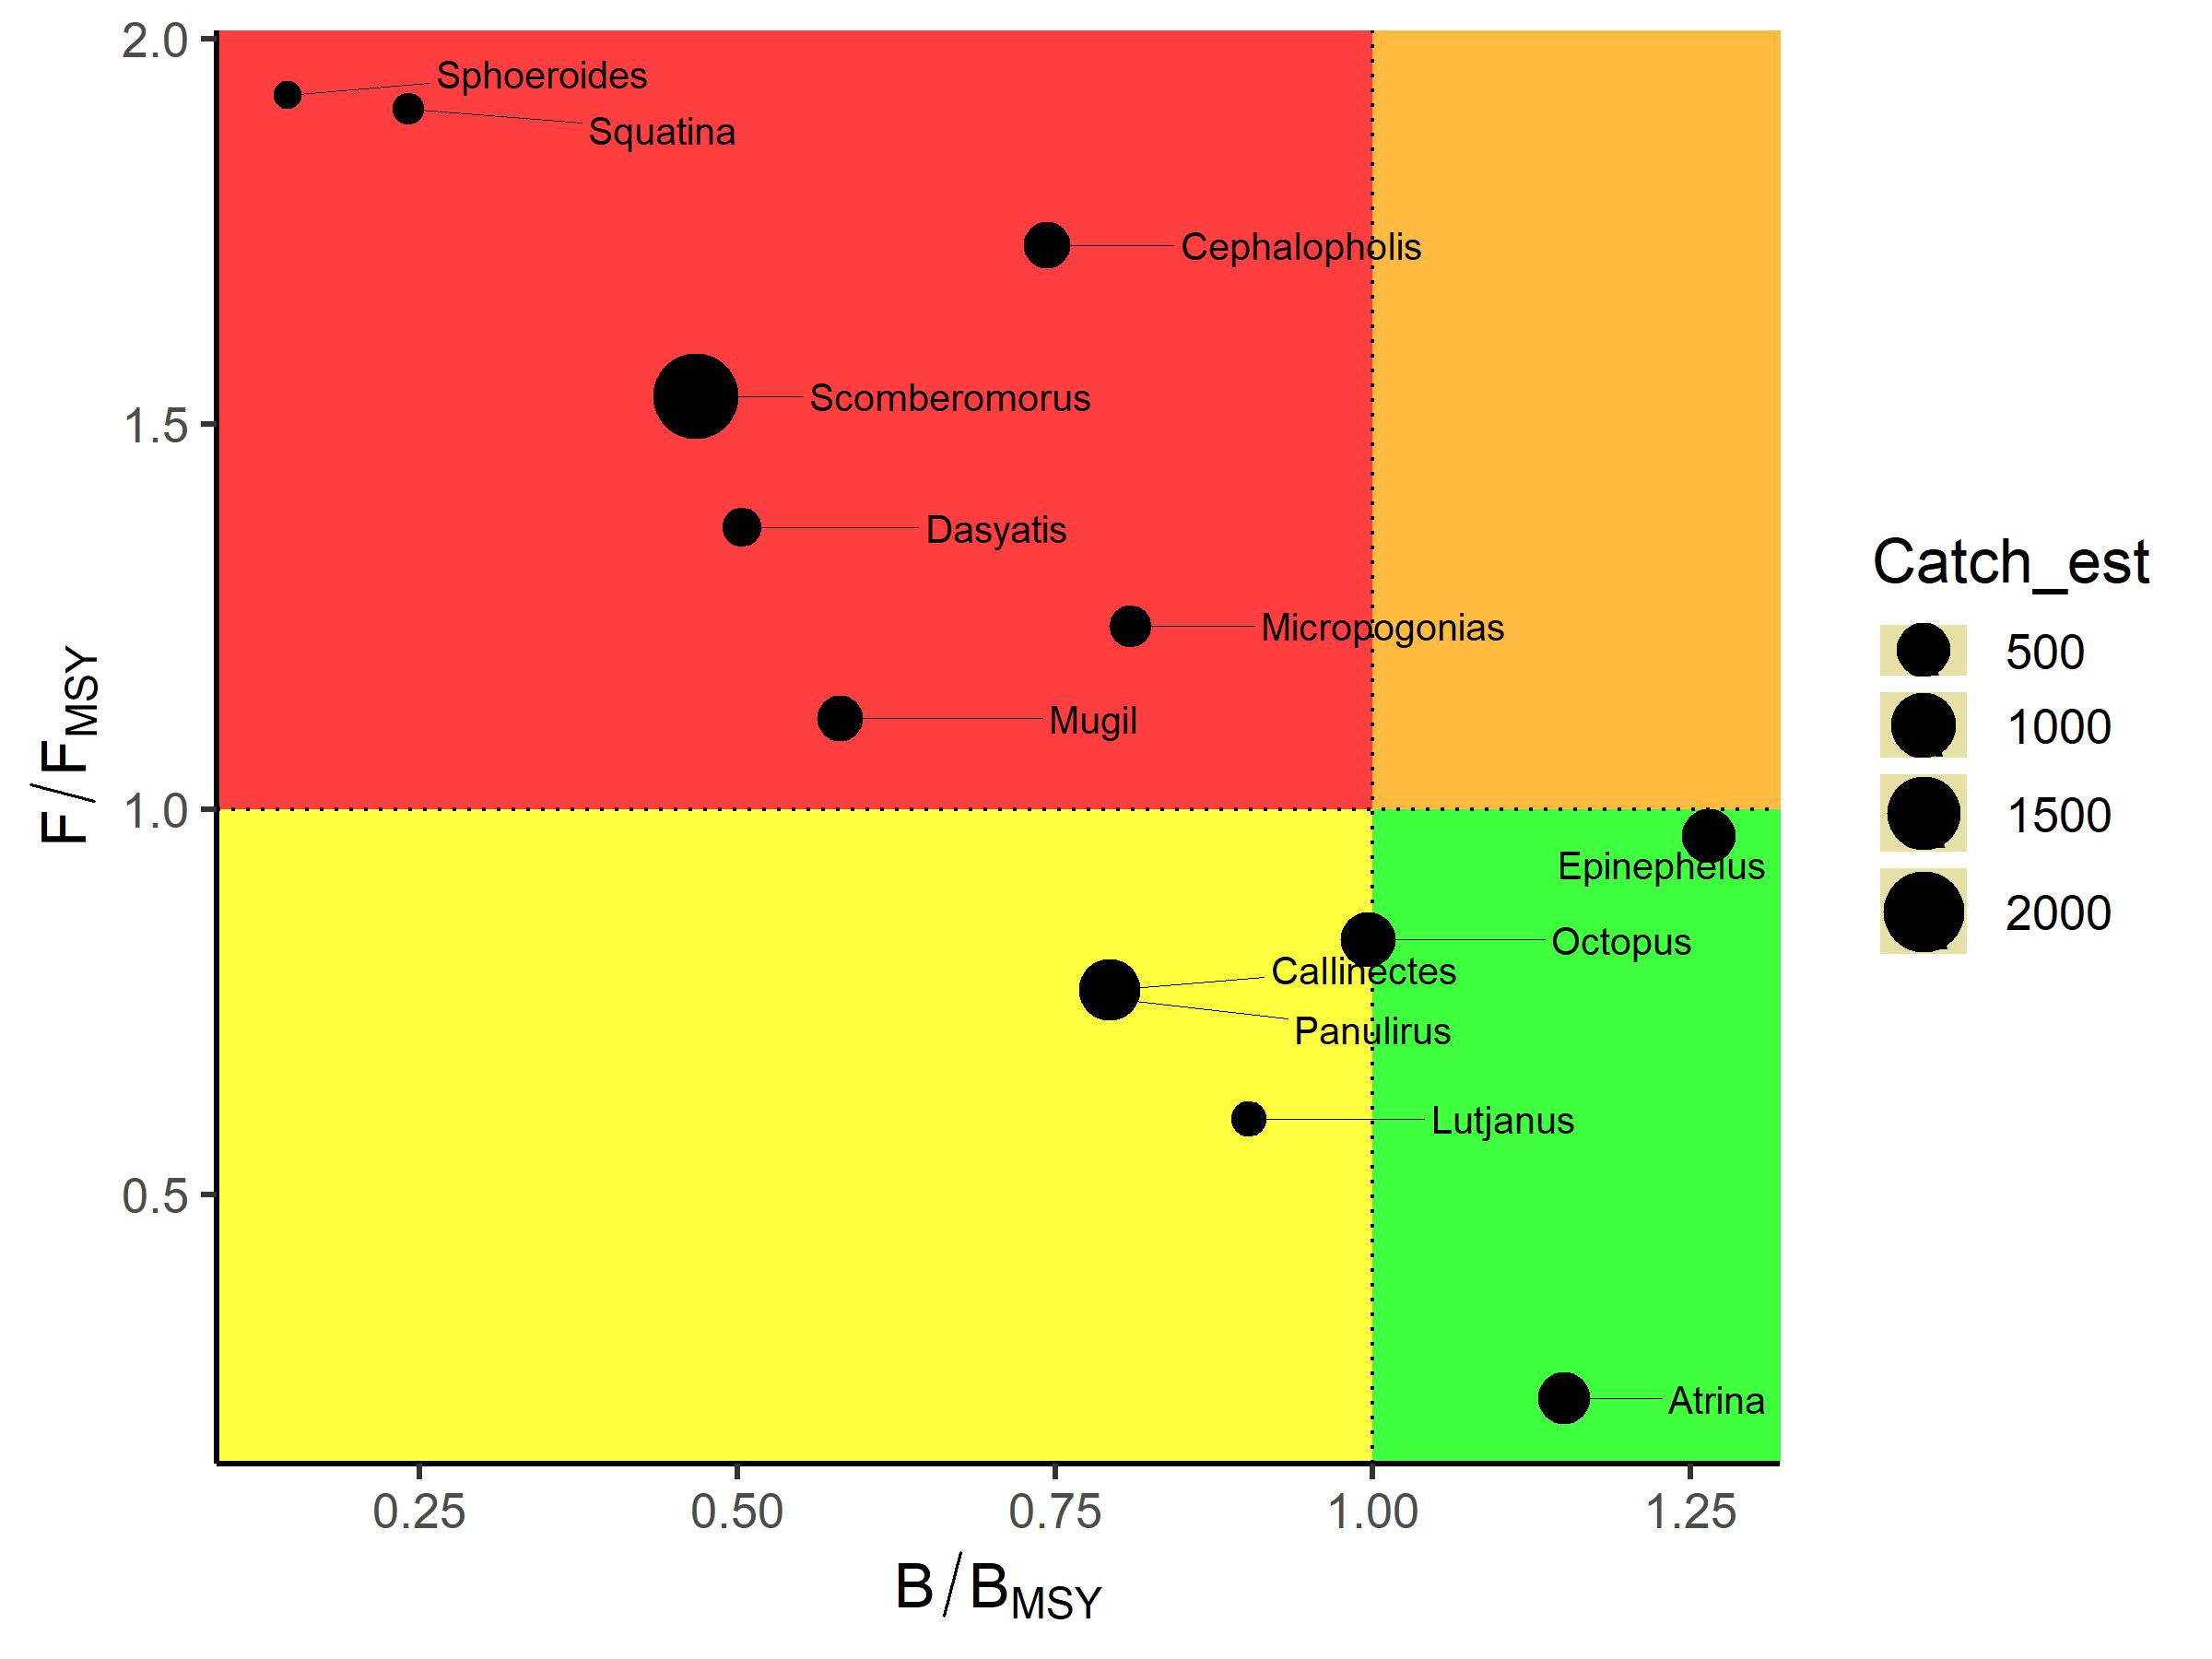 2.0
1.5
1.0
0.5
F/FMSY
Sphoeroides
Squatina
Cephalopholis
Scomberomorus
Dasyatis
Micropogonias
Mugil
Epinephelus
Octopus
Callinectes
Panulirus
Lutjanus
Atrina
0.25 0.50 0.75 1.00 1.25
B/BMSY
Catch_est
500
1000
1500
2000